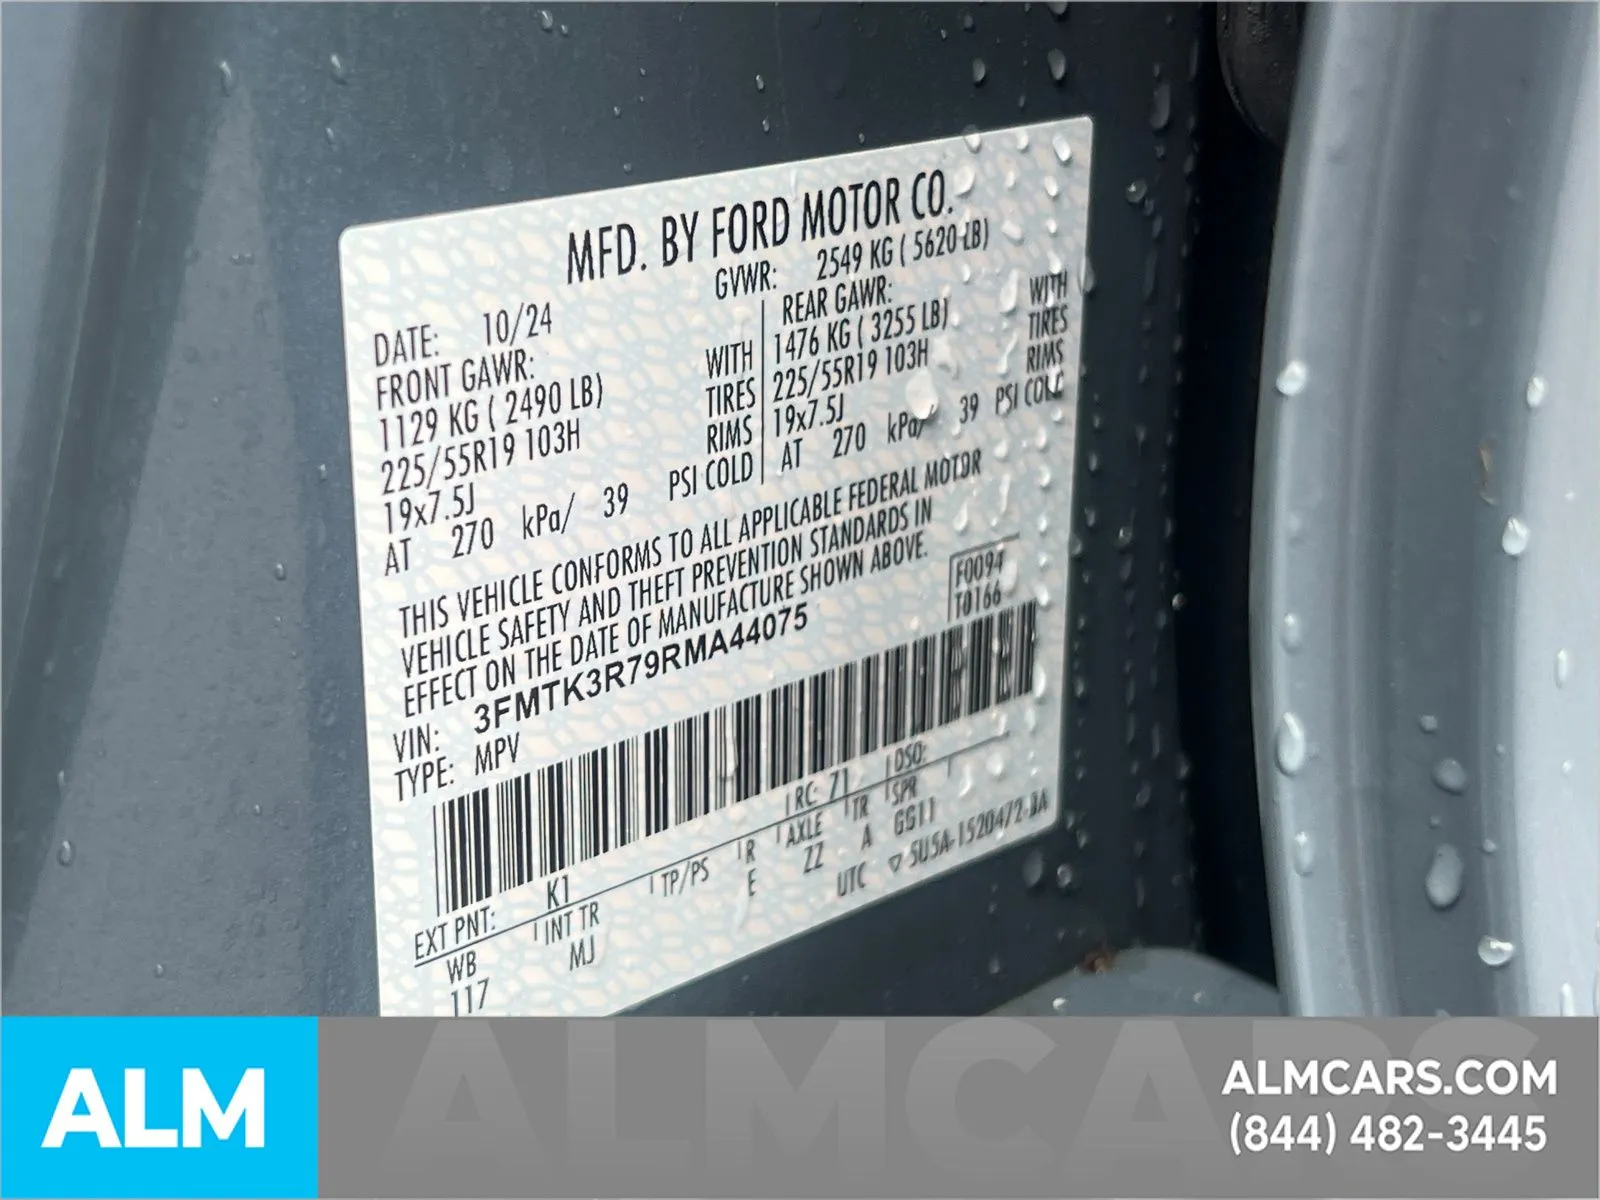 MFD. BY FORD MOTOR CO.
DATE: 10/24 GVWR: 2549 KG ( 5620 LB)
FRONT GAWR: REAR GAWR:
1129 KG ( 2490 LB) WITH 1476 KG ( 3255 LB) WITH
225/55R19 103H TIRES 225/55R19 103H TIRES
19x7.5J RIMS 19x7.5J RIMS
AT 270 kPa/ 39 PSI COLD AT 270 kPa/ 39 PSI COLD
THIS VEHICLE CONFORMS TO ALL APPLICABLE FEDERAL MOTOR
VEHICLE SAFETY AND THEFT PREVENTION STANDARDS IN
EFFECT ON THE DATE OF MANUFACTURE SHOWN ABOVE.
F0094
T0166
VIN: 3FMTK3R79RMA44075
TYPE: MPV
EXT PNT: K1 RC: 71 DSO:
WB INT TR TP/PS R AXLE TR SPR
117 MJ E ZZ A GG11
UTC ▽ 5U5A-1520472-BA
ALM
ALMCARS
ALMCARS.COM
(844) 482-3445